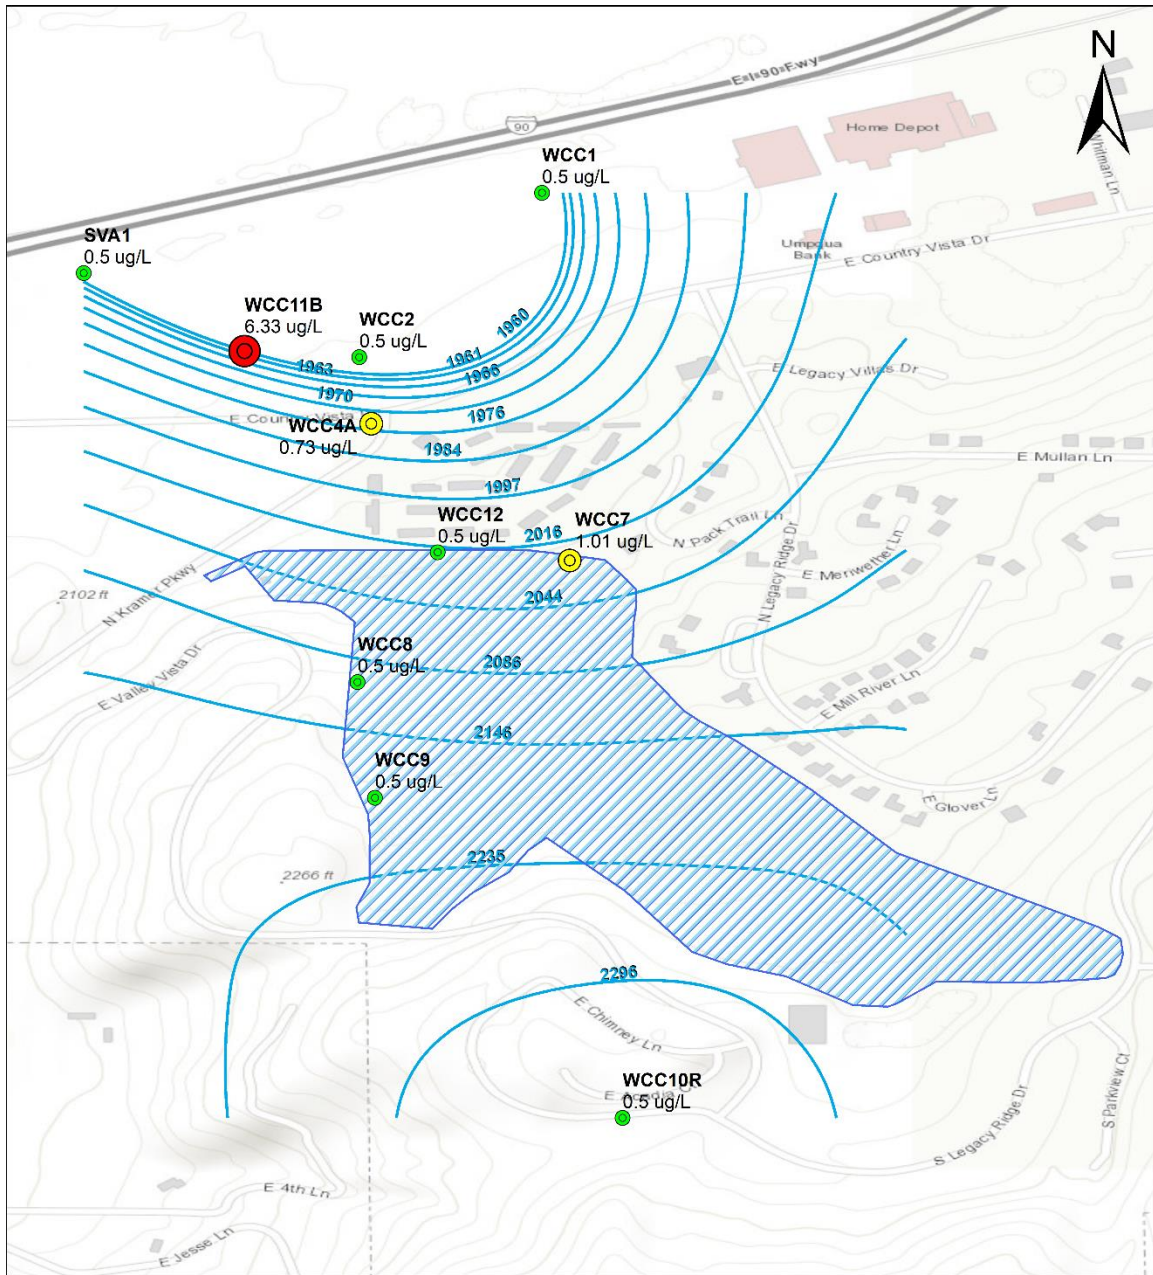 N
E I-90 Fwy
90
Home Depot
N Whitman Ln
WCC1
0.5 ug/L
Umpqua
Bank
E Country Vista Dr
SVA1
0.5 ug/L
WCC11B
6.33 ug/L
WCC2
0.5 ug/L
1960
1961
1963
1966
1970
1976
E Legacy Villas Dr
E Country Vista
WCC4A
0.73 ug/L
1984
E Mullan Ln
1997
WCC12
0.5 ug/L
2016
WCC7
1.01 ug/L
N Pack Trail Ln
N Legacy Ridge Dr
E Meriwether Ln
2102 ft
N Kramer Pkwy
2044
WCC8
0.5 ug/L
2086
E Valley Vista Dr
E Mill River Ln
2146
WCC9
0.5 ug/L
E Glover Ln
2235
2266 ft
2296
E Chimney Ln
WCC10R
0.5 ug/L
E Acadia C
S Legacy Ridge Dr
S Parkview Ct
E 4th Ln
E Jesse Ln